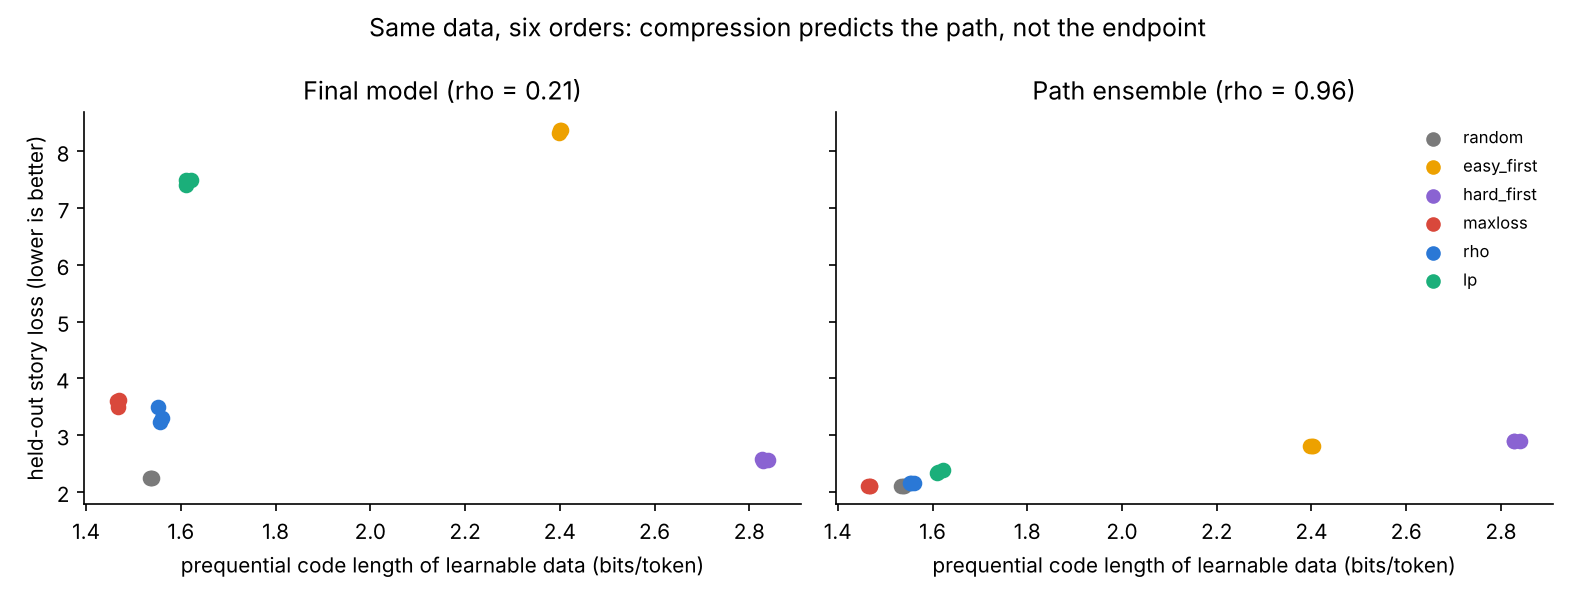 Same data, six orders: compression predicts the path, not the endpoint
Final model (rho = 0.21)
held-out story loss (lower is better)
8
7
6
5
4
3
2
1.4 1.6 1.8 2.0 2.2 2.4 2.6 2.8
prequential code length of learnable data (bits/token)
Path ensemble (rho = 0.96)
random
easy_first
hard_first
maxloss
rho
lp
1.4 1.6 1.8 2.0 2.2 2.4 2.6 2.8
prequential code length of learnable data (bits/token)